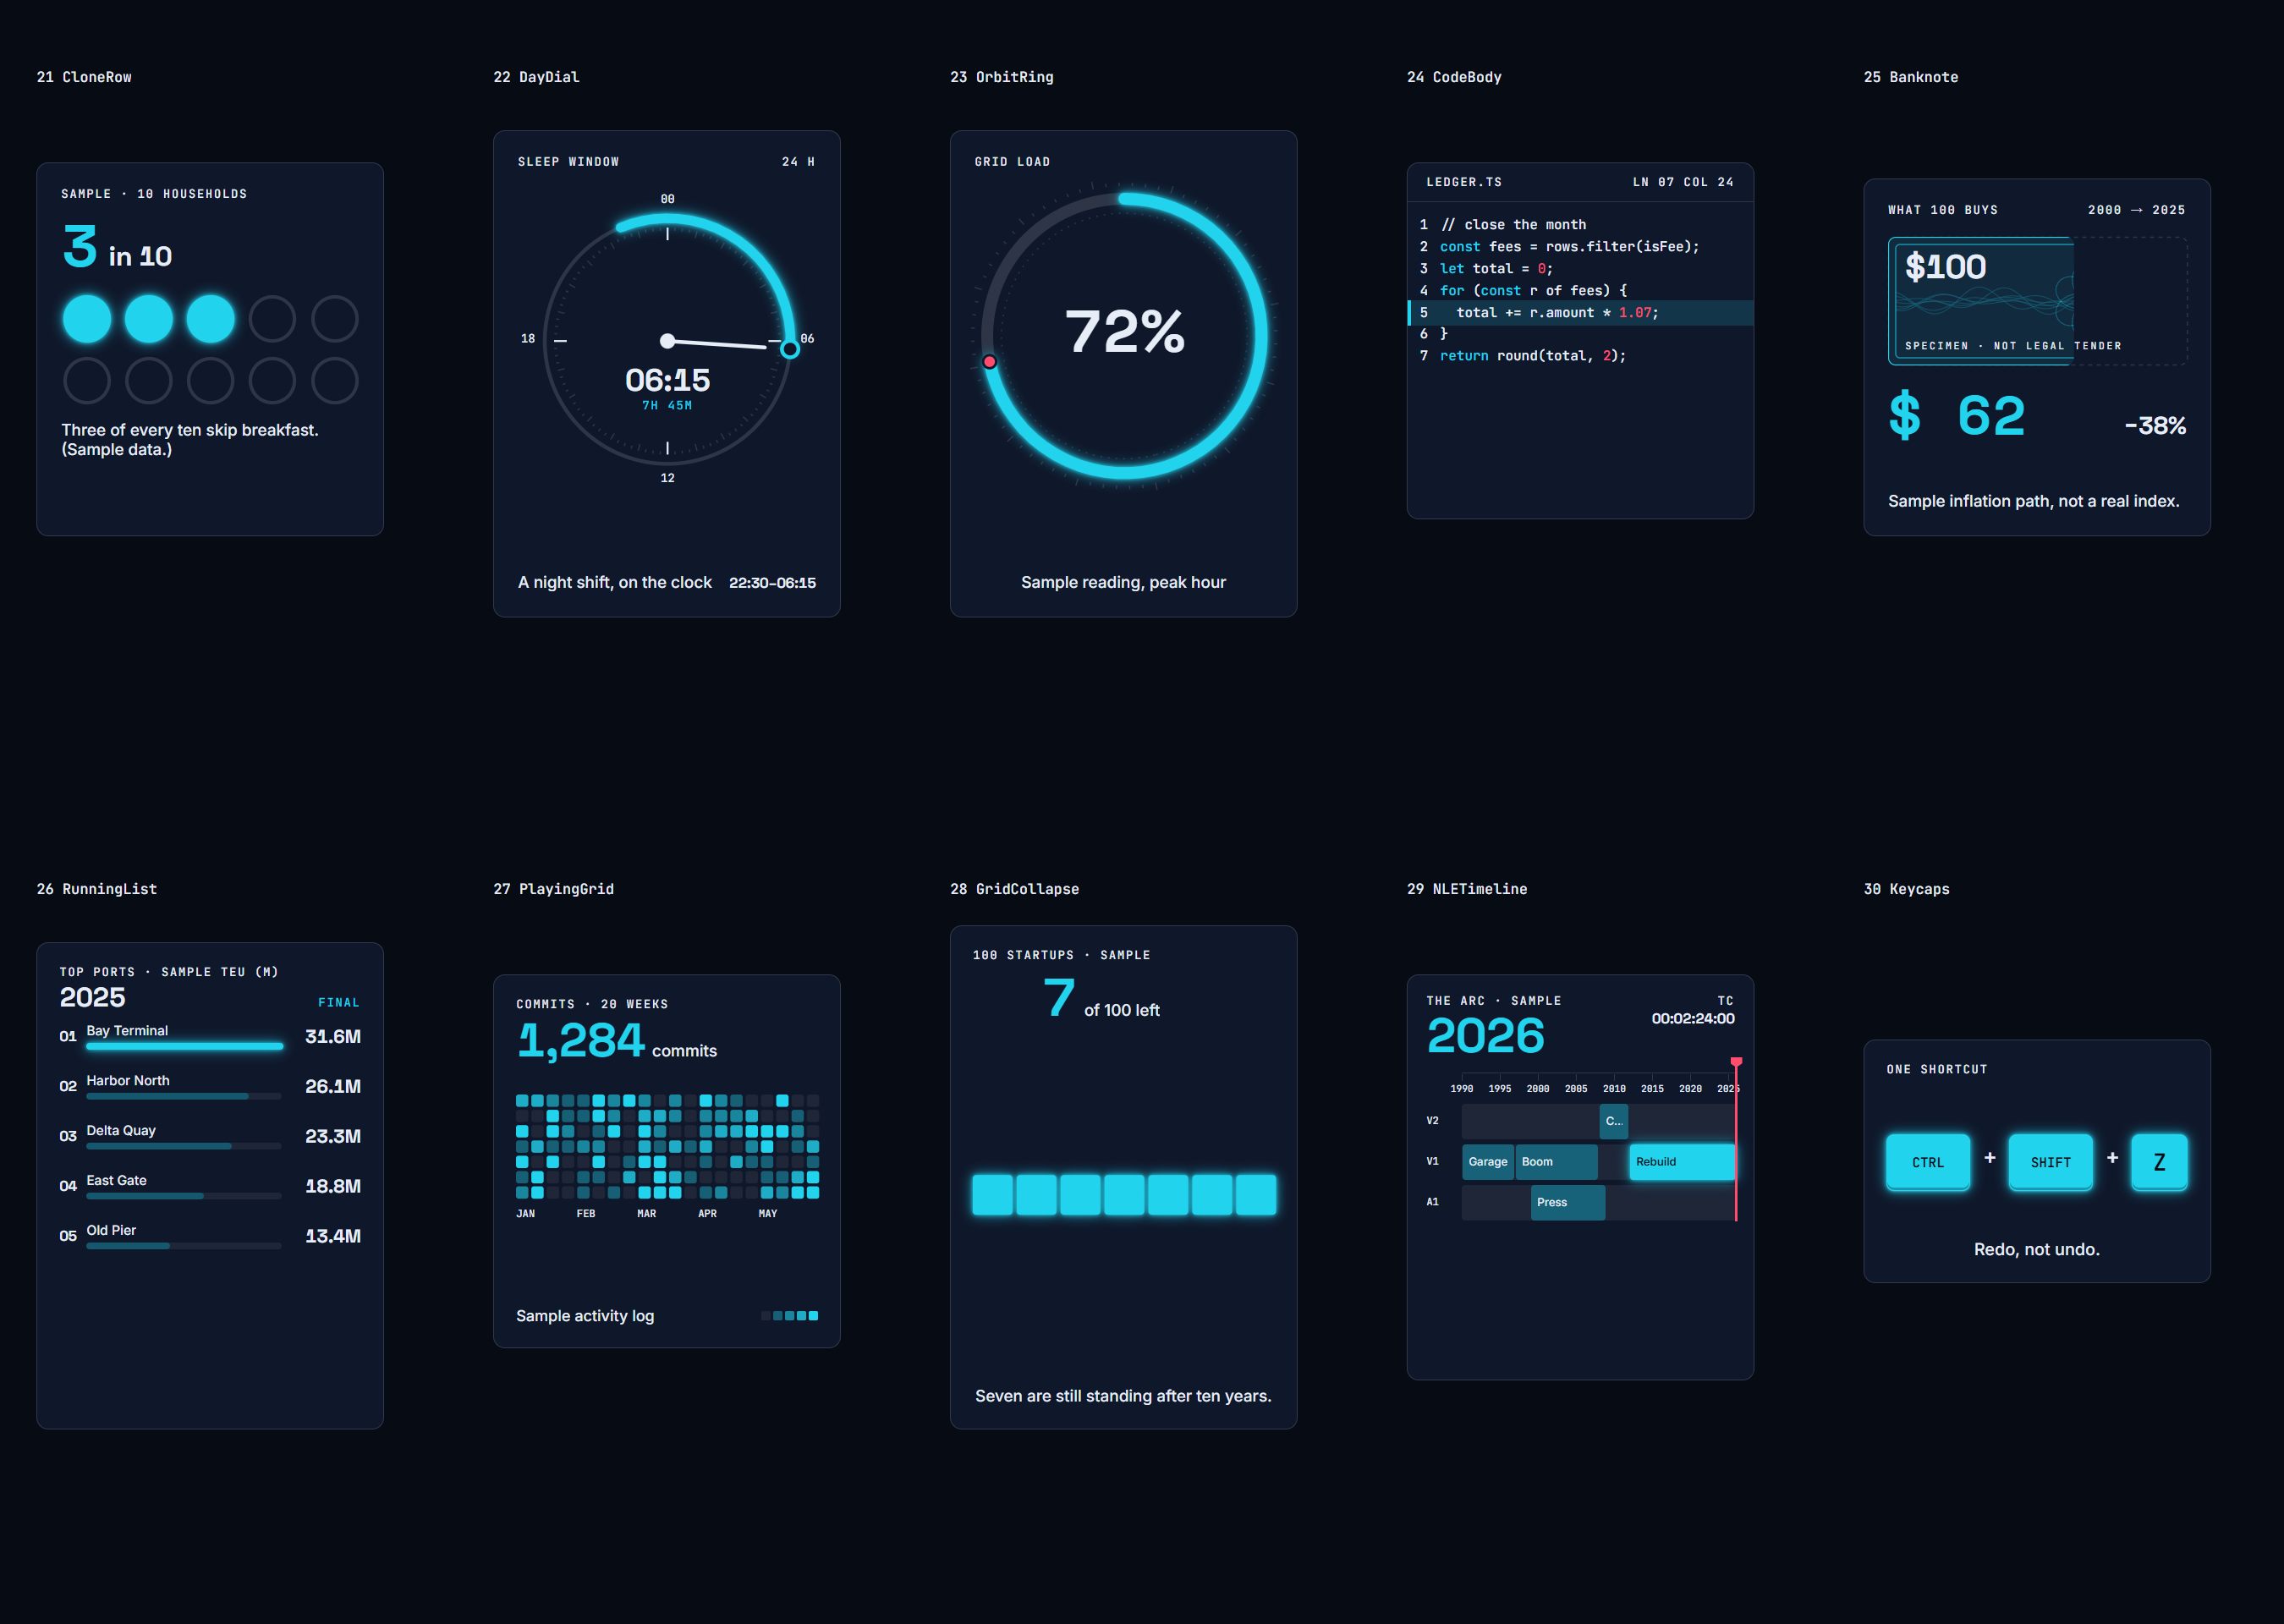 21 CloneRow
SAMPLE · 10 HOUSEHOLDS
3 in 10
Three of every ten skip breakfast.
(Sample data.)
22 DayDial
SLEEP WINDOW
24 H
00
18
06
06:15
7H 45M
12
A night shift, on the clock
22:30–06:15
23 OrbitRing
GRID LOAD
72%
Sample reading, peak hour
24 CodeBody
LEDGER.TS
LN 07 COL 24
1 // close the month
2 const fees = rows.filter(isFee);
3 let total = 0;
4 for (const r of fees) {
5 total += r.amount * 1.07;
6 }
7 return round(total, 2);
25 Banknote
WHAT 100 BUYS
2000 → 2025
$100
SPECIMEN · NOT LEGAL TENDER
$ 62
-38%
Sample inflation path, not a real index.
26 RunningList
TOP PORTS · SAMPLE TEU (M)
2025
FINAL
01 Bay Terminal 31.6M
02 Harbor North 26.1M
03 Delta Quay 23.3M
04 East Gate 18.8M
05 Old Pier 13.4M
27 PlayingGrid
COMMITS · 20 WEEKS
1,284 commits
JAN FEB MAR APR MAY
Sample activity log
28 GridCollapse
100 STARTUPS · SAMPLE
7 of 100 left
Seven are still standing after ten years.
29 NLETimeline
THE ARC · SAMPLE
TC
2026
00:02:24:00
1990 1995 2000 2005 2010 2015 2020 2025
V2
C...
V1
Garage
Boom
Rebuild
A1
Press
30 Keycaps
ONE SHORTCUT
CTRL + SHIFT + Z
Redo, not undo.